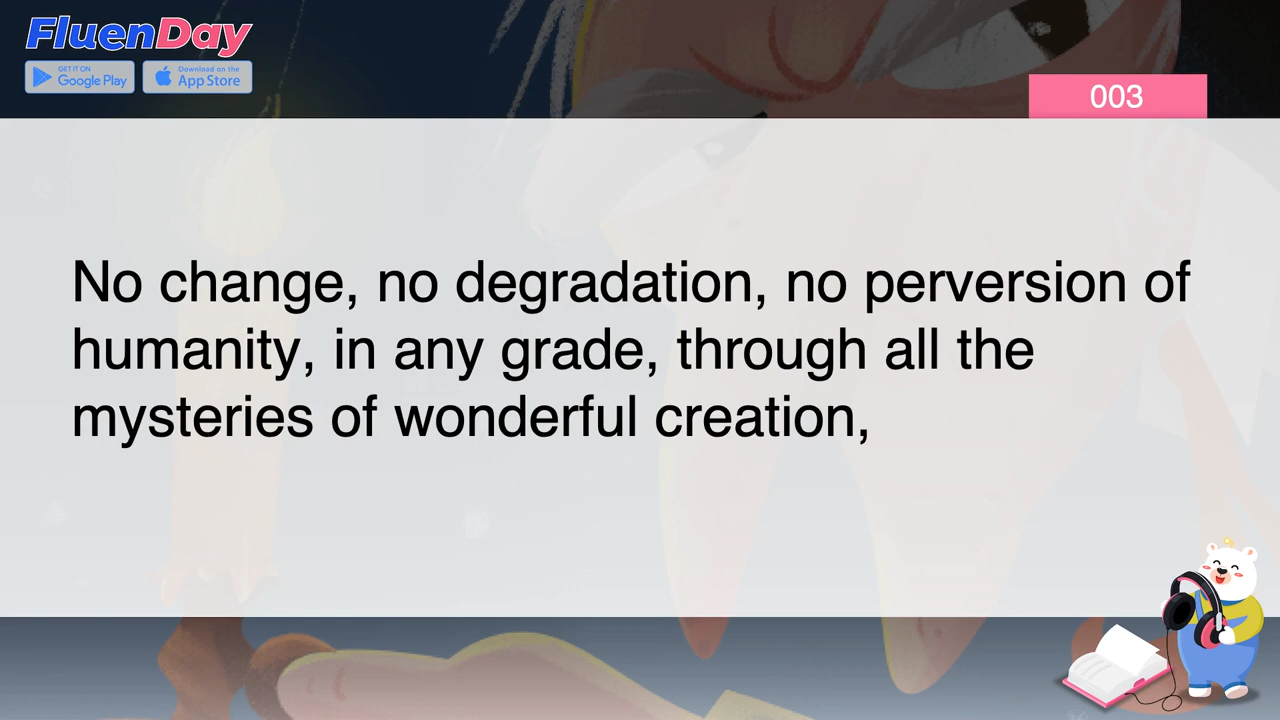 FluenDay
GET IT ON
Google Play
Download on the
App Store
003
No change, no degradation, no perversion of
humanity, in any grade, through all the
mysteries of wonderful creation,